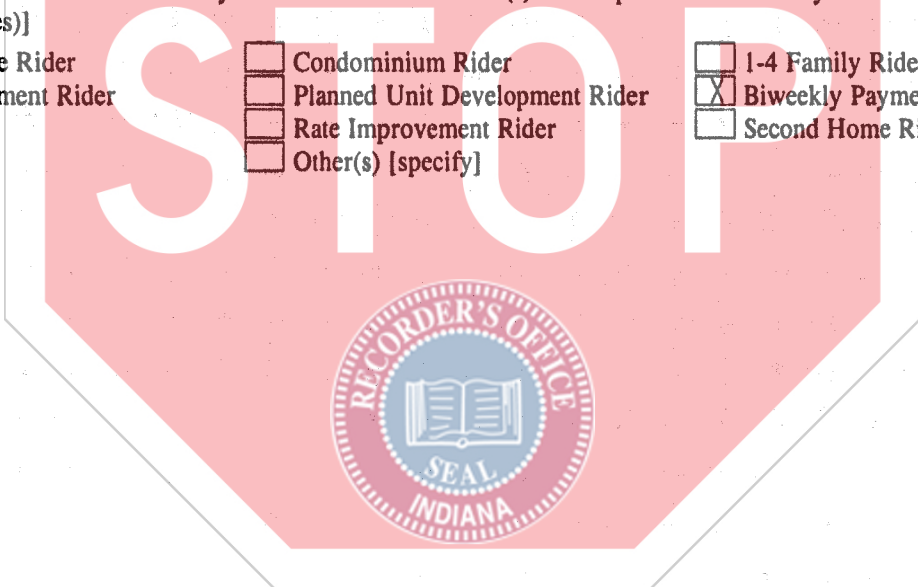 s)]
e Rider
ment Rider
Condominium Rider
Planned Unit Development Rider
Rate Improvement Rider
Other(s) [specify]
1-4 Family Ride
X Biweekly Payme
Second Home Ri
STOP
RECORDER'S OFFICE
SEAL
INDIANA